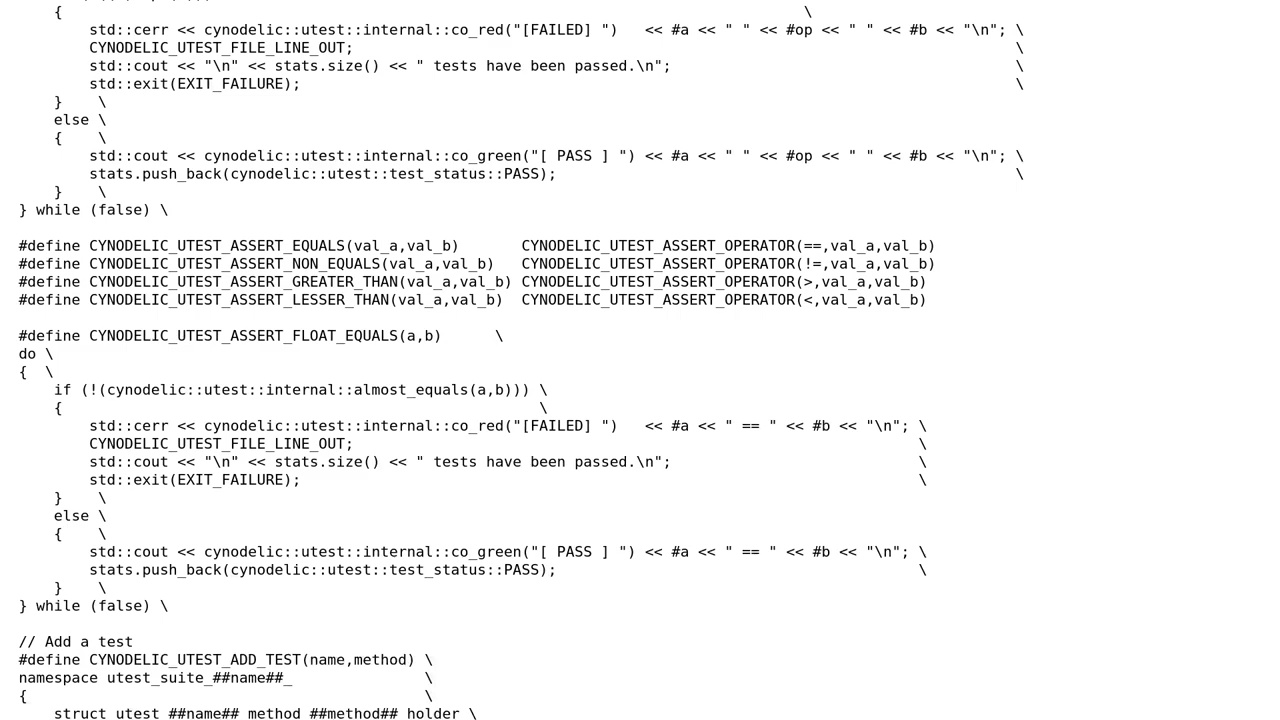 {                                                                                    \
        std::cerr << cynodelic::utest::internal::co_red("[FAILED] ")   << #a << " " << #op << " " << #b << "\n"; \
        CYNODELIC_UTEST_FILE_LINE_OUT;                                                                           \
        std::cout << "\n" << stats.size() << " tests have been passed.\n";                                       \
        std::exit(EXIT_FAILURE);                                                                                 \
    }    \
    else \
    {    \
        std::cout << cynodelic::utest::internal::co_green("[ PASS ] ") << #a << " " << #op << " " << #b << "\n"; \
        stats.push_back(cynodelic::utest::test_status::PASS);                                                    \
    }    \
} while (false) \

#define CYNODELIC_UTEST_ASSERT_EQUALS(val_a,val_b)       CYNODELIC_UTEST_ASSERT_OPERATOR(==,val_a,val_b)
#define CYNODELIC_UTEST_ASSERT_NON_EQUALS(val_a,val_b)   CYNODELIC_UTEST_ASSERT_OPERATOR(!=,val_a,val_b)
#define CYNODELIC_UTEST_ASSERT_GREATER_THAN(val_a,val_b) CYNODELIC_UTEST_ASSERT_OPERATOR(>,val_a,val_b)
#define CYNODELIC_UTEST_ASSERT_LESSER_THAN(val_a,val_b)  CYNODELIC_UTEST_ASSERT_OPERATOR(<,val_a,val_b)

#define CYNODELIC_UTEST_ASSERT_FLOAT_EQUALS(a,b)      \
do \
{  \
    if (!(cynodelic::utest::internal::almost_equals(a,b))) \
    {                                                      \
        std::cerr << cynodelic::utest::internal::co_red("[FAILED] ")   << #a << " == " << #b << "\n"; \
        CYNODELIC_UTEST_FILE_LINE_OUT;                                                                \
        std::cout << "\n" << stats.size() << " tests have been passed.\n";                            \
        std::exit(EXIT_FAILURE);                                                                      \
    }    \
    else \
    {    \
        std::cout << cynodelic::utest::internal::co_green("[ PASS ] ") << #a << " == " << #b << "\n"; \
        stats.push_back(cynodelic::utest::test_status::PASS);                                         \
    }    \
} while (false) \

// Add a test
#define CYNODELIC_UTEST_ADD_TEST(name,method) \
namespace utest_suite_##name##_               \
{                                             \
    struct utest_##name##_method_##method##_holder \